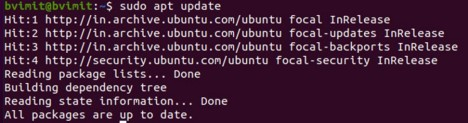 bvimit@bvimit:~$ sudo apt update
Hit:1 http://in.archive.ubuntu.com/ubuntu focal InRelease
Hit:2 http://in.archive.ubuntu.com/ubuntu focal-updates InRelease
Hit:3 http://in.archive.ubuntu.com/ubuntu focal-backports InRelease
Hit:4 http://security.ubuntu.com/ubuntu focal-security InRelease
Reading package lists... Done
Building dependency tree
Reading state information... Done
All packages are up to date.